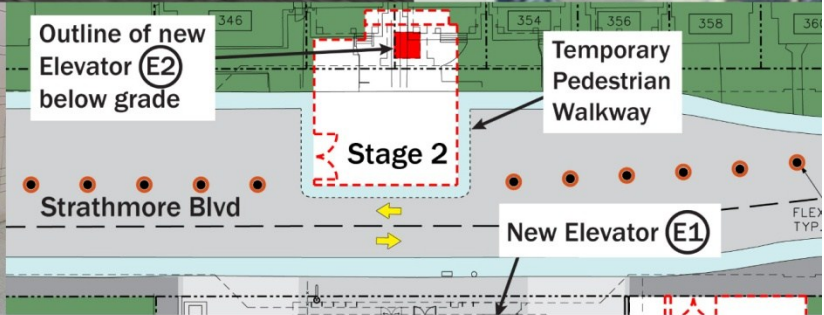 346
354
356
358
360
Outline of new
Elevator E2
below grade
Temporary
Pedestrian
Walkway
Stage 2
Strathmore Blvd
FLEX
TYP.
New Elevator E1